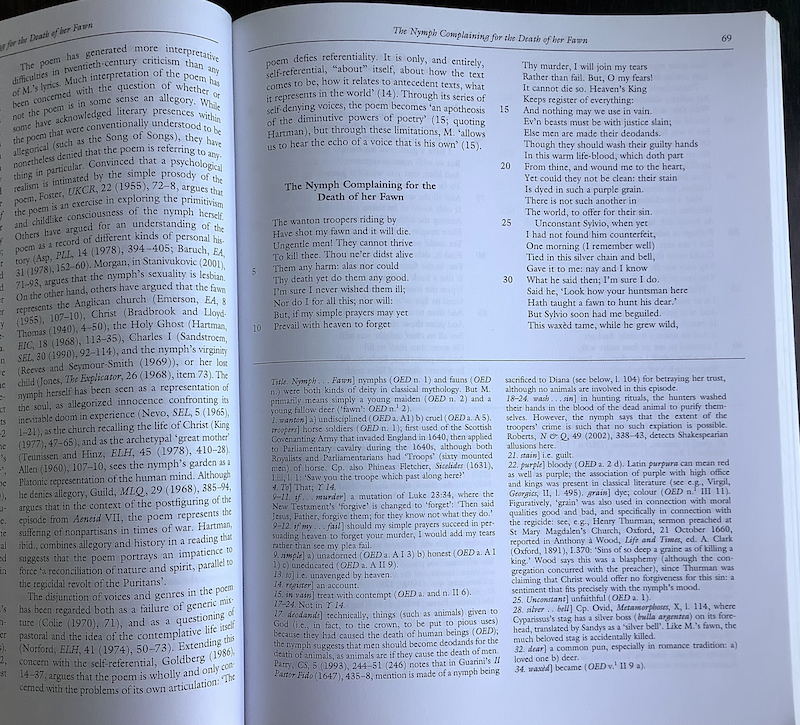 ng for the Death of her Fawn
The poem has generated more interpretative
difficulties in twentieth-century criticism than any
of M.'s lyrics. Much interpretation of the poem has
been concerned with the question of whether or
not the poem is in some sense an allegory. While
some have acknowledged literary presences within
the poem that were conventionally understood to be
allegorical (such as the Song of Songs), they have
nonetheless denied that the poem is referring to any-
thing in particular. Convinced that a psychological
realism is intimated by the simple prosody of the
poem, Foster, UKCR, 22 (1955), 72–8, argues that
the poem is an exercise in exploring the primitivism
and childlike consciousness of the nymph herself.
Others have argued for an understanding of the
poem as a record of different kinds of personal his-
tory (Asp, PLL, 14 (1978), 394–405; Baruch, EA,
31 (1978), 152–60). Morgan, in Stanivukovic (2001),
71–93, argues that the nymph's sexuality is lesbian.
On the other hand, others have argued that the fawn
represents the Anglican church (Emerson, EA, 8
(1955), 107–10), Christ (Bradbrook and Lloyd-
Thomas (1940), 4–50), the Holy Ghost (Hartman,
EIC, 18 (1968), 113–35), Charles I (Sandstroem,
SEL, 30 (1990), 92–114), and the nymph's virginity
(Reeves and Seymour-Smith (1969)), or her lost
child (Jones, The Explicator, 26 (1968), item 73). The
nymph herself has been seen as a representation of
the soul, as allegorized innocence confronting its
inevitable doom in experience (Nevo, SEL, 5 (1965),
1–21), as the church recalling the life of Christ (King
(1977), 47–65), and as the archetypal 'great mother'
(Teunissen and Hinz, ELH, 45 (1978), 410–28).
Allen (1960), 107–10, sees the nymph's garden as a
Platonic representation of the human mind. Although
he denies allegory, Guild, MLQ, 29 (1968), 385–94,
argues that in the context of the postfiguring of the
episode from Aeneid VII, the poem represents the
suffering of nonpartisans in times of war. Hartman,
ibid., combines allegory and history in a reading that
suggests that the poem portrays an impatience to
force 'a reconciliation of nature and spirit, parallel to
the regicidal revolt of the Puritans'.
The disjunction of voices and genres in the poem
has been regarded both as a failure of generic mix-
ture (Colie (1970), 71), and as a questioning of
pastoral and the idea of the contemplative life itself
(Norford, ELH, 41 (1974), 50–73). Extending this
concern with the self-referential, Goldberg (1986),
14–37, argues that the poem is wholly and only con-
cerned with the problems of its own articulation: 'The
The Nymph Complaining for the Death of her Fawn
69
poem defies referentiality. It is only, and entirely,
self-referential, "about" itself, about how the text
comes to be, how it relates to antecedent texts, what
it represents in the world' (14). Through its series of
self-denying voices, the poem becomes 'an apotheosis
of the diminutive powers of poetry' (15; quoting
Hartman), but through these limitations, M. 'allows
us to hear the echo of a voice that is his own' (15).
The Nymph Complaining for the
Death of her Fawn
The wanton troopers riding by
Have shot my fawn and it will die.
Ungentle men! They cannot thrive
To kill thee. Thou ne'er didst alive
5 Them any harm: alas nor could
Thy death yet do them any good.
I'm sure I never wished them ill;
Nor do I for all this; nor will:
But, if my simple prayers may yet
10 Prevail with heaven to forget
Thy murder, I will join my tears
Rather than fail. But, O my fears!
It cannot die so. Heaven's King
Keeps register of everything:
15 And nothing may we use in vain.
Ev'n beasts must be with justice slain;
Else men are made their deodands.
Though they should wash their guilty hands
In this warm life-blood, which doth part
20 From thine, and wound me to the heart,
Yet could they not be clean: their stain
Is dyed in such a purple grain.
There is not such another in
The world, to offer for their sin.
25 Unconstant Sylvio, when yet
I had not found him counterfeit,
One morning (I remember well)
Tied in this silver chain and bell,
Gave it to me: nay and I know
30 What he said then; I'm sure I do.
Said he, 'Look how your huntsman here
Hath taught a fawn to hunt his dear.'
But Sylvio soon had me beguiled.
This waxèd tame, while he grew wild,
Title. Nymph . . . Fawn] nymphs (OED n. 1) and fauns (OED
n.) were both kinds of deity in classical mythology. But M.
primarily means simply a young maiden (OED n. 2) and a
young fallow deer ('fawn': OED n.¹ 2).
1. wanton] a) undisciplined (OED a. A1) b) cruel (OED a. A 5).
troopers] horse soldiers (OED n. 1); first used of the Scottish
Covenanting Army that invaded England in 1640, then applied
to Parliamentary cavalry during the 1640s, although both
Royalists and Parliamentarians had 'Troops' (sixty mounted
men) of horse. Cp. also Phineas Fletcher, Sicelides (1631),
I.iii, l. 1: 'Saw you the troope which past along here?'
4. To] That; Y 14.
9–11. if . . . murder] a mutation of Luke 23:34, where the
New Testament's 'forgive' is changed to 'forget': 'Then said
Jesus, Father, forgive them; for they know not what they do.'
9–12. if my . . . fail] should my simple prayers succeed in per-
suading heaven to forget your murder, I would add my tears
rather than see my plea fail.
9. simple] a) unadorned (OED a. A I 3) b) honest (OED a. A I
1) c) uneducated (OED a. A II 9).
13. so] i.e. unavenged by heaven.
14. register] an account.
15. in vain] treat with contempt (OED a. and n. II 6).
17–24. Not in Y 14.
17. deodands] technically, things (such as animals) given to
God (i.e., in fact, to the crown, to be put to pious uses)
because they had caused the death of human beings (OED);
the nymph suggests that men should become deodands for the
death of animals, as animals are if they cause the death of men.
Parry, CS, 5 (1993), 244–51 (246) notes that in Guarini's Il
Pastor Fido (1647), 435–8, mention is made of a nymph being
sacrificed to Diana (see below, l. 104) for betraying her trust,
although no animals are involved in this episode.
18–24. wash . . . sin] in hunting rituals, the hunters washed
their hands in the blood of the dead animal to purify them-
selves. However, the nymph says that the extent of the
troopers' crime is such that no such expiation is possible.
Roberts, N & Q, 49 (2002), 338–43, detects Shakespearian
allusions here.
21. stain] i.e. guilt.
22. purple] bloody (OED a. 2 d). Latin purpura can mean red
as well as purple; the association of purple with high office
and kings was present in classical literature (see e.g., Virgil,
Georgics, II, l. 495). grain] dye; colour (OED n.¹ III 11).
Figuratively, 'grain' was also used in connection with moral
qualities good and bad, and specifically in connection with
the regicide: see, e.g., Henry Thurman, sermon preached at
St Mary Magdalen's Church, Oxford, 21 October 1660,
reported in Anthony à Wood, Life and Times, ed. A. Clark
(Oxford, 1891), I.370: 'Sins of so deep a graine as of killing a
king.' Wood says this was a blasphemy (although the con-
gregation concurred with the preacher), since Thurman was
claiming that Christ would offer no forgiveness for this sin: a
sentiment that fits precisely with the nymph's mood.
25. Unconstant] unfaithful (OED a. 1).
28. silver . . bell] Cp. Ovid, Metamorphoses, X, l. 114, where
Cyparissus's stag has a silver boss (bulla argentea) on its fore-
head, translated by Sandys as a 'silver bell'. Like M.'s fawn, the
much beloved stag is accidentally killed.
32. dear] a common pun, especially in romance tradition: a)
loved one b) deer.
34. waxèd] became (OED v.¹ II 9 a).